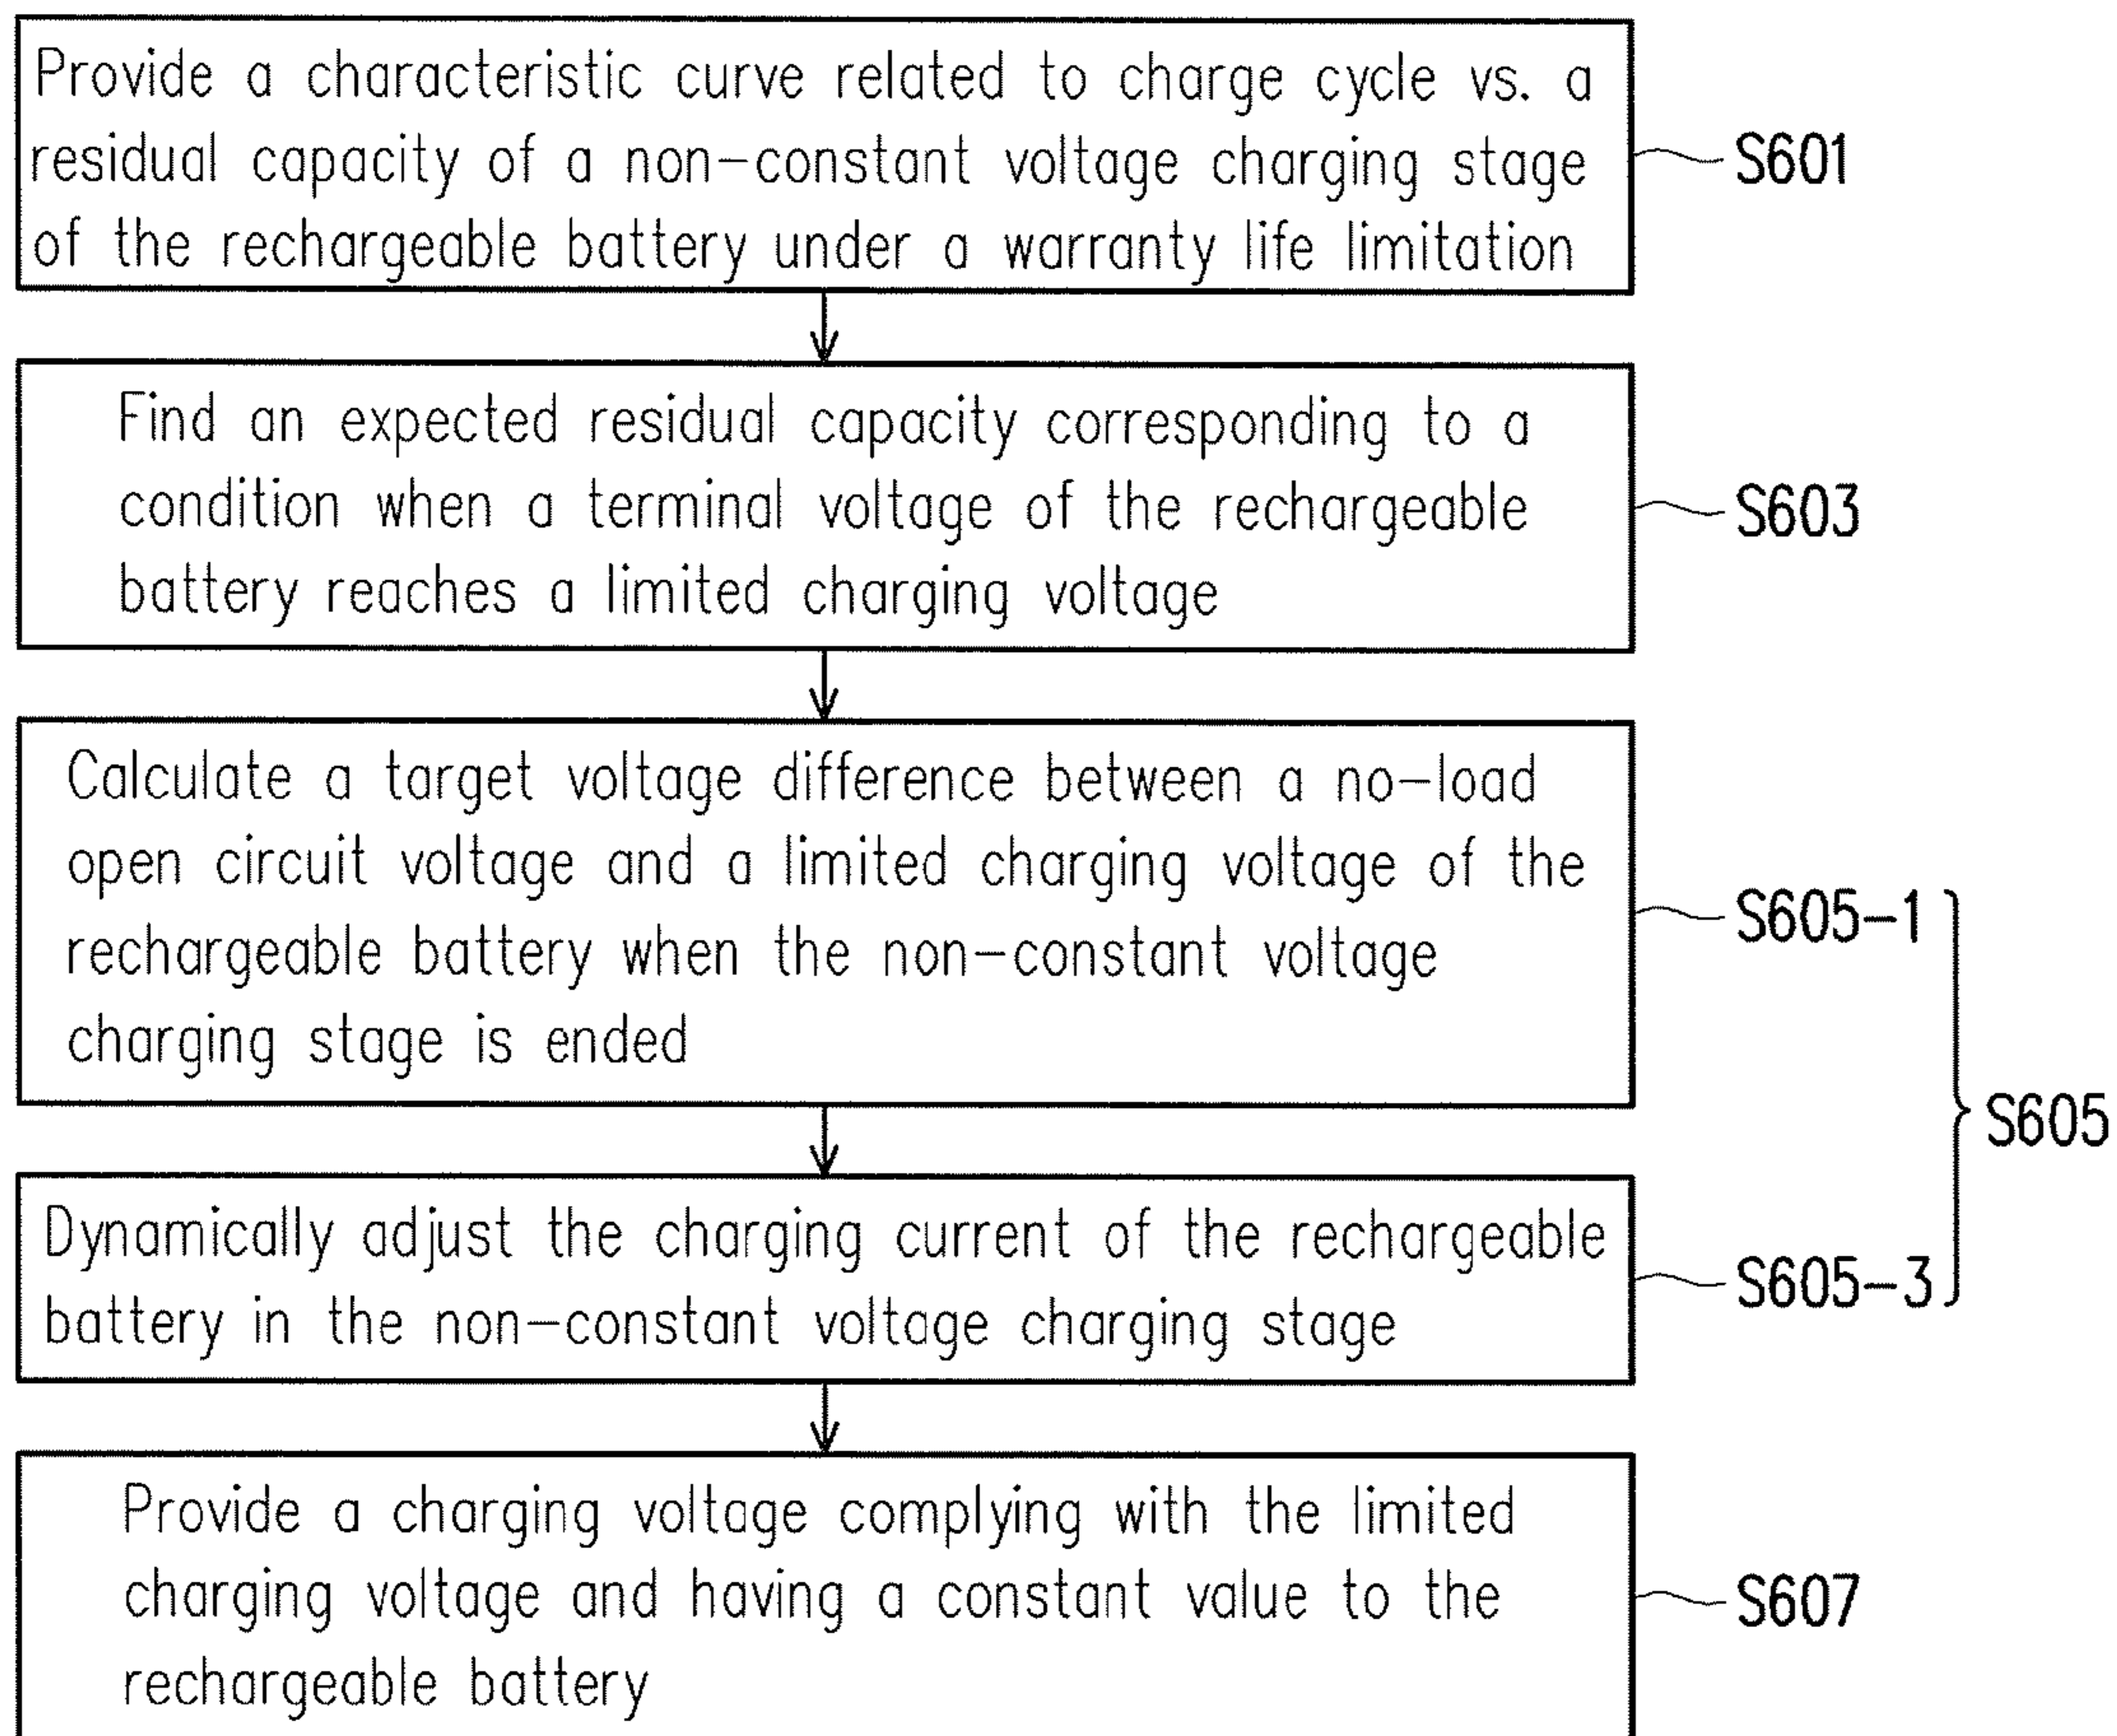 Provide a characteristic curve related to charge cycle vs. a
residual capacity of a non-constant voltage charging stage
of the rechargeable battery under a warranty life limitation
S601
Find an expected residual capacity corresponding to a
condition when a terminal voltage of the rechargeable
battery reaches a limited charging voltage
S603
Calculate a target voltage difference between a no-load
open circuit voltage and a limited charging voltage of the
rechargeable battery when the non-constant voltage
charging stage is ended
S605-1
S605
Dynamically adjust the charging current of the rechargeable
battery in the non-constant voltage charging stage
S605-3
Provide a charging voltage complying with the limited
charging voltage and having a constant value to the
rechargeable battery
S607